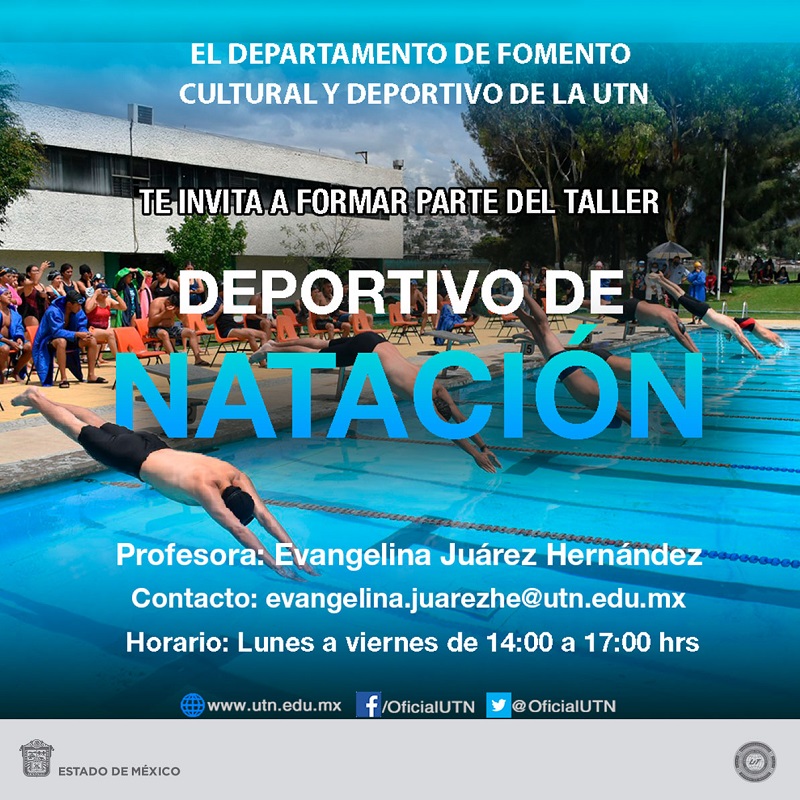 EL DEPARTAMENTO DE FOMENTO
CULTURAL Y DEPORTIVO DE LA UTN
TE INVITA A FORMAR PARTE DEL TALLER
DEPORTIVO DE
NATACIÓN
Profesora: Evangelina Juárez Hernández
Contacto: evangelina.juarezhe@utn.edu.mx
Horario: Lunes a viernes de 14:00 a 17:00 hrs
www.utn.edu.mx /OficialUTN @OficialUTN
ESTADO DE MÉXICO